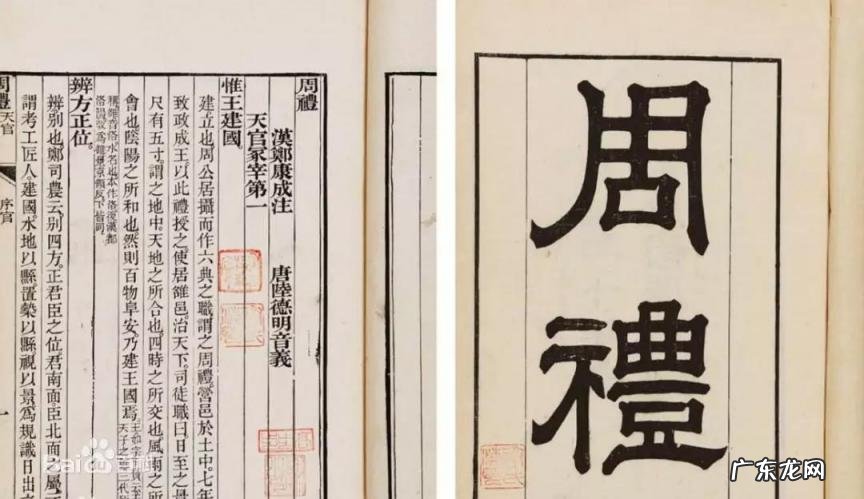 周禮
漢鄭康成注 唐陸德明音義
天官冢宰第一
惟王建國。
建立也。周公居攝而作六典之職謂之周禮。營邑於土中。七年
致政成王。以此禮授之。使居雒邑。治天下。司徒職曰日至之景
尺有五寸。謂之地中。天地之所合也。四時之所交也。風雨之所
會也。陰陽之所和也。然則百物阜安。乃建王國焉。
辨方正位。
辨別也。鄭司農云。別四方。正君臣之位。君南面。臣北面之屬
謂考工匠人。建國水地以縣。置槷以縣。視以景。爲規識日出之
周禮
天官
序官
一
周禮
Bai
百科
广东龙网